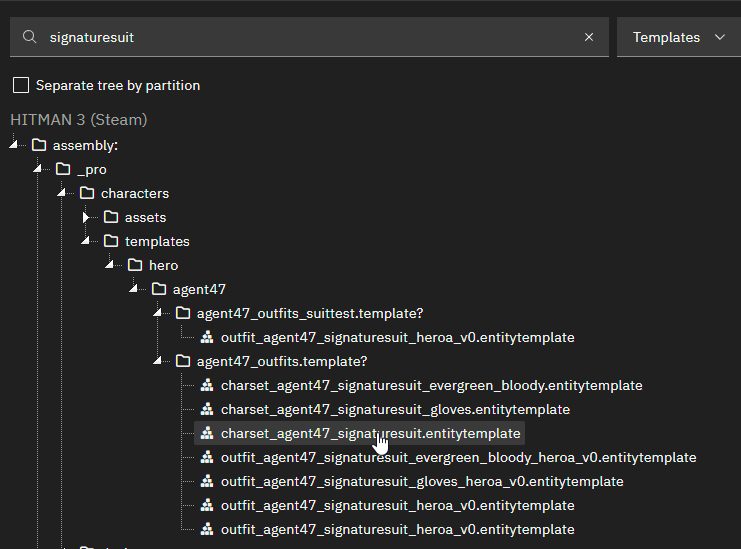 signaturesuit
Templates
Separate tree by partition
HITMAN 3 (Steam)
assembly:
_pro
characters
assets
templates
hero
agent47
agent47_outfits_suittest.template?
outfit_agent47_signaturesuit_heroa_v0.entitytemplate
agent47_outfits.template?
charset_agent47_signaturesuit_evergreen_bloody.entitytemplate
charset_agent47_signaturesuit_gloves.entitytemplate
charset_agent47_signaturesuit.entitytemplate
outfit_agent47_signaturesuit_evergreen_bloody_heroa_v0.entitytemplate
outfit_agent47_signaturesuit_gloves_heroa_v0.entitytemplate
outfit_agent47_signaturesuit_heroa_v0.entitytemplate
outfit_agent47_signaturesuit_heroa_v0.entitytemplate